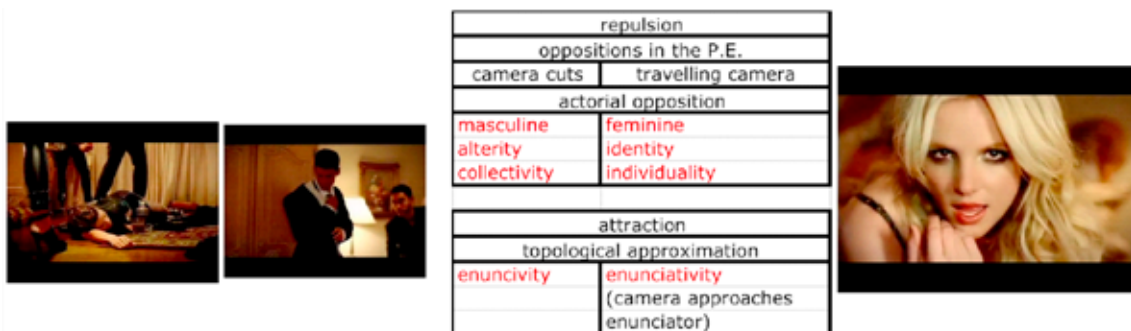 repulsion
oppositions in the P.E.
camera cuts travelling camera
actorial opposition
masculine feminine
alterity identity
collectivity individuality
attraction
topological approximation
enuncivity enunciativity
(camera approaches
enunciator)